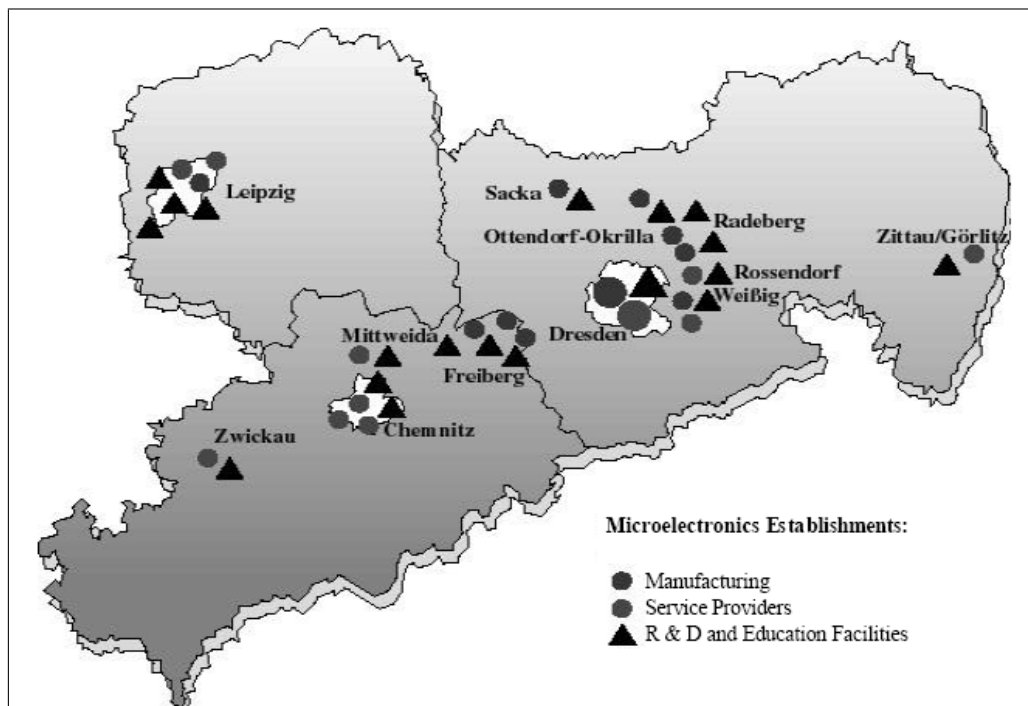 Leipzig
Sacka
Radeberg
Ottendorf-Okrilla
Zittau/Görlitz
Rossendorf
Weißig
Mittweida
Dresden
Freiberg
Chemnitz
Zwickau
Microelectronics Establishments:
Manufacturing
Service Providers
R & D and Education Facilities